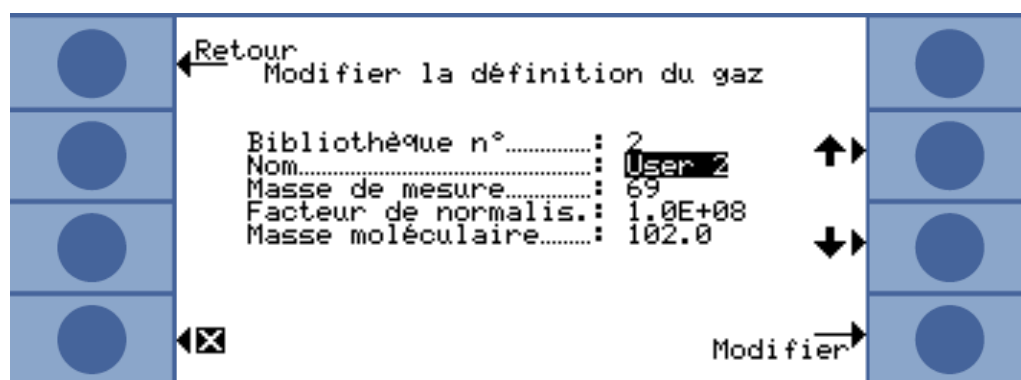 Retour
Modifier la définition du gaz
Bibliothèque n°..............: 2
Nom..........................................: User 2
Masse de mesure..............: 69
Facteur de normalis.: 1.0E+08
Masse moléculaire........: 102.0
Modifier